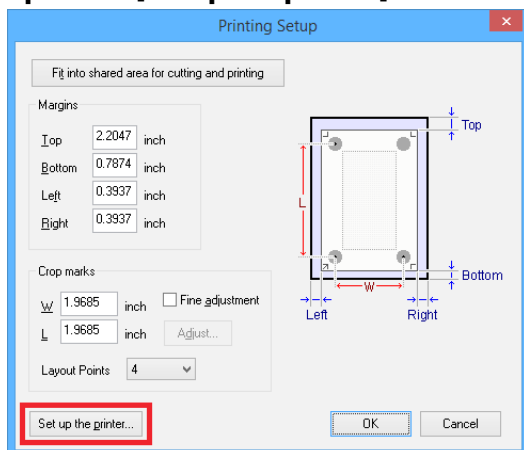 Printing Setup
Fit into shared area for cutting and printing
Margins
Top 2.2047 inch
Bottom 0.7874 inch
Left 0.3937 inch
Right 0.3937 inch
Top
L
W
Bottom
Left Right
Crop marks
W 1.9685 inch Fine adjustment
L 1.9685 inch Adjust...
Layout Points 4
Set up the printer... OK Cancel